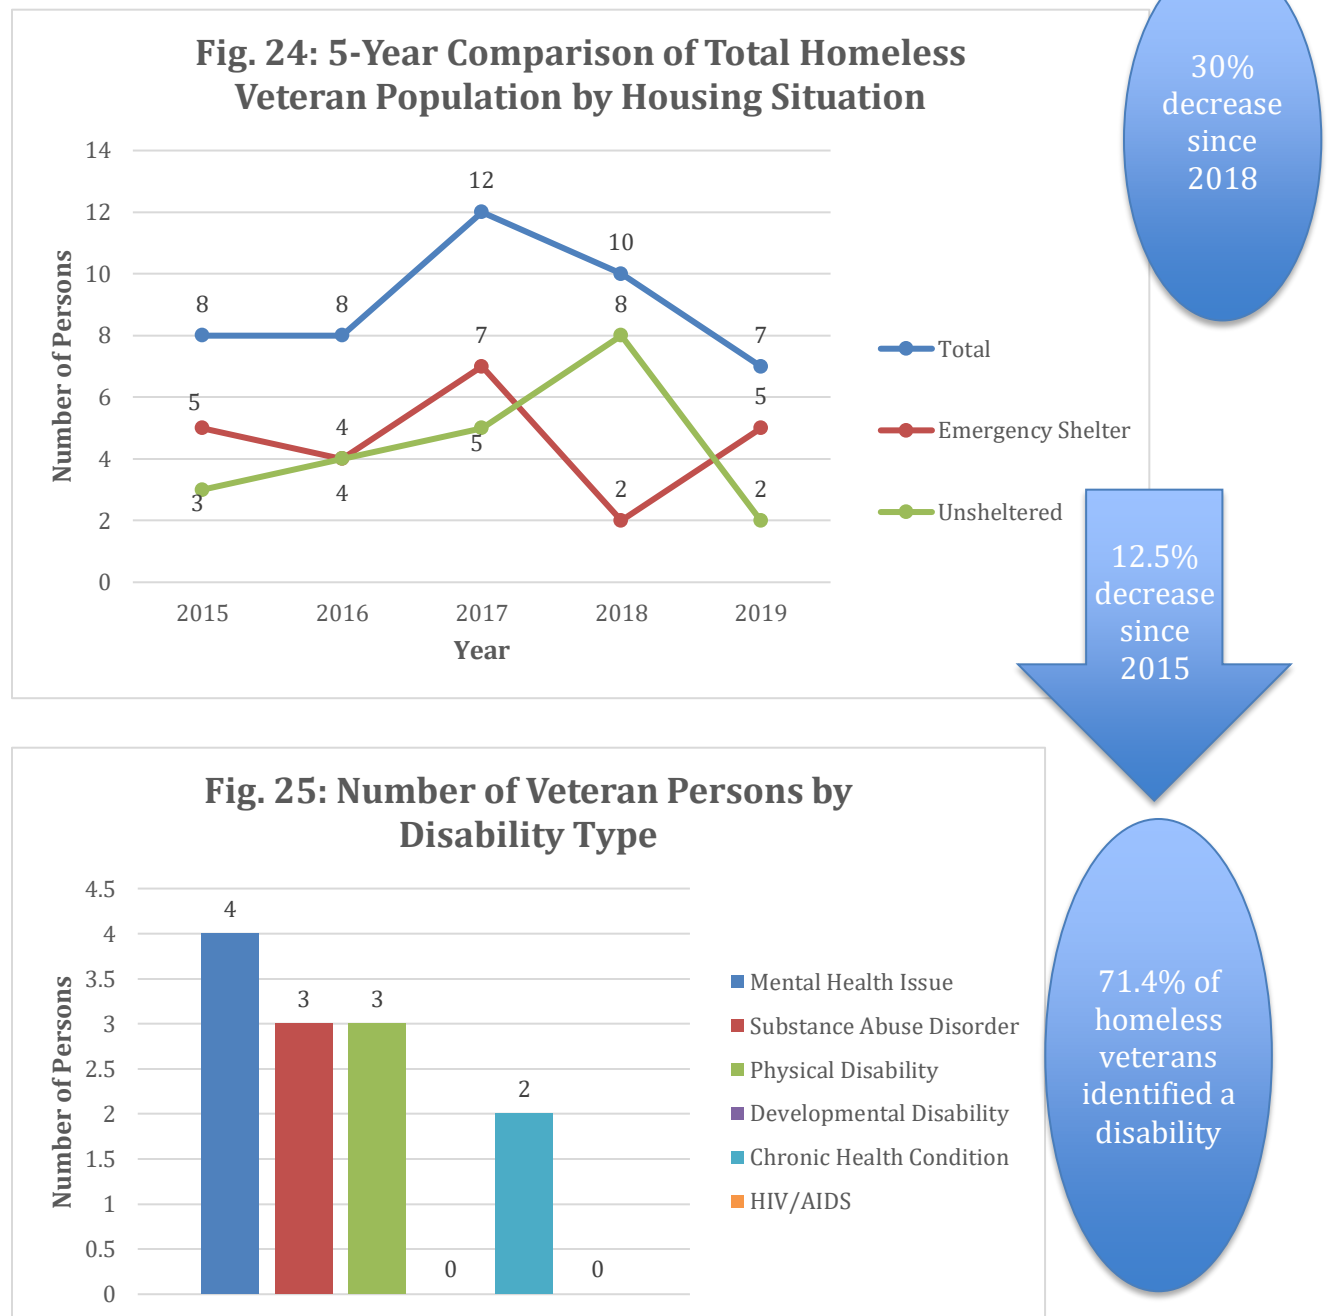 Fig. 24: 5-Year Comparison of Total Homeless
Veteran Population by Housing Situation
14
12
10
8
6
4
2
0
Number of Persons
8
8
12
10
7
5
4
7
2
5
3
4
5
8
2
2015
2016
2017
2018
2019
Year
Total
Emergency Shelter
Unsheltered
30%
decrease
since
2018
12.5%
decrease
since
2015
Fig. 25: Number of Veteran Persons by
Disability Type
4.5
4
3.5
3
2.5
2
1.5
1
0.5
0
Number of Persons
4
3
3
0
2
0
Mental Health Issue
Substance Abuse Disorder
Physical Disability
Developmental Disability
Chronic Health Condition
HIV/AIDS
71.4% of
homeless
veterans
identified a
disability